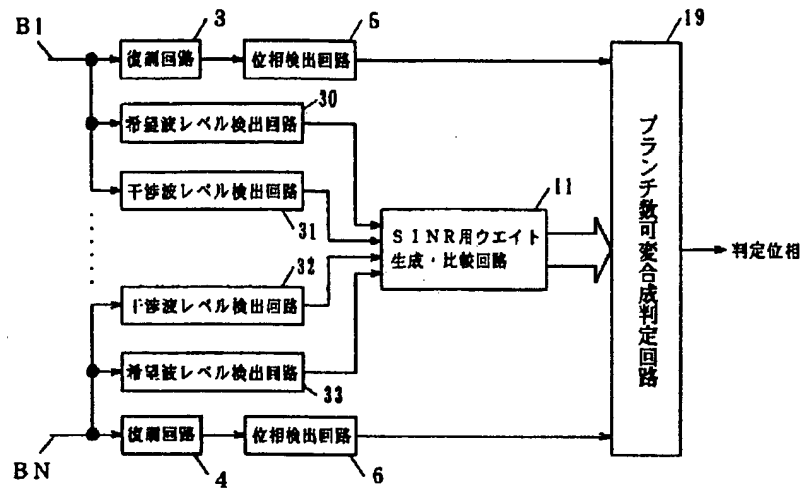 B1
3
5
19
復調回路
位相検出回路
30
希望波レベル検出回路
干渉波レベル検出回路
31
11
SINR用ウエイト
生成・比較回路
ブランチ数可変合成判定回路
判定位相
32
干渉波レベル検出回路
希望波レベル検出回路
33
復調回路
位相検出回路
BN
4
6